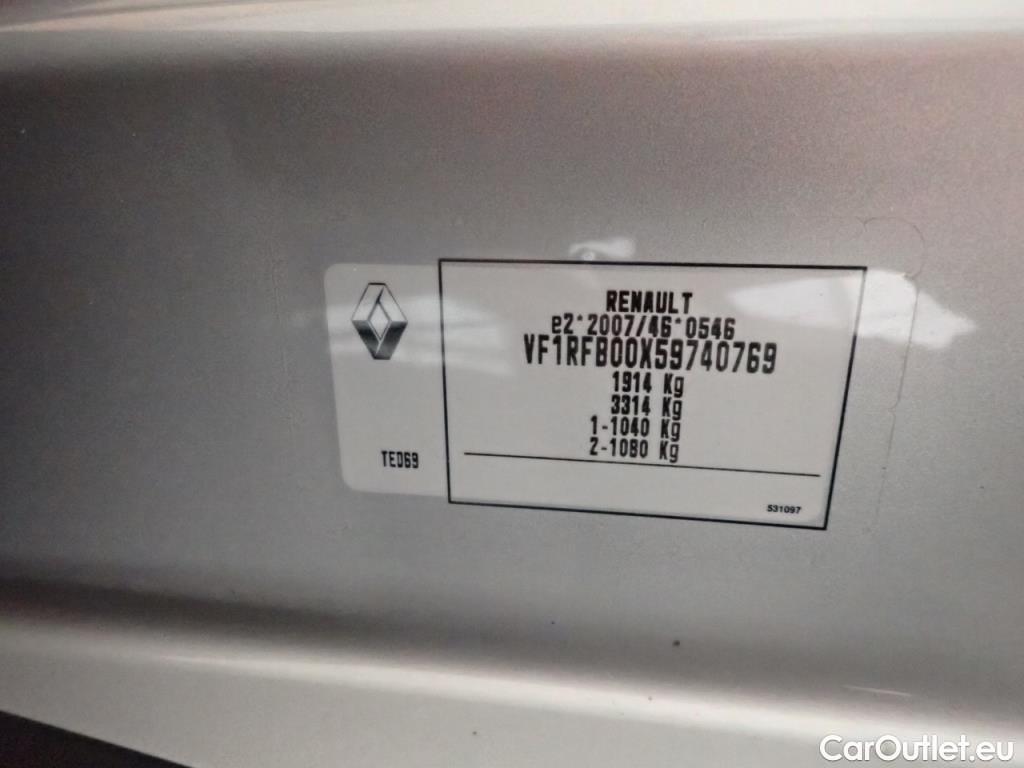 RENAULT
e2*2007/46*0546
VF1RFB00X59740769
1914 Kg
3314 Kg
1-1040 Kg
2-1080 Kg
TED69
531097
CarOutlet.eu